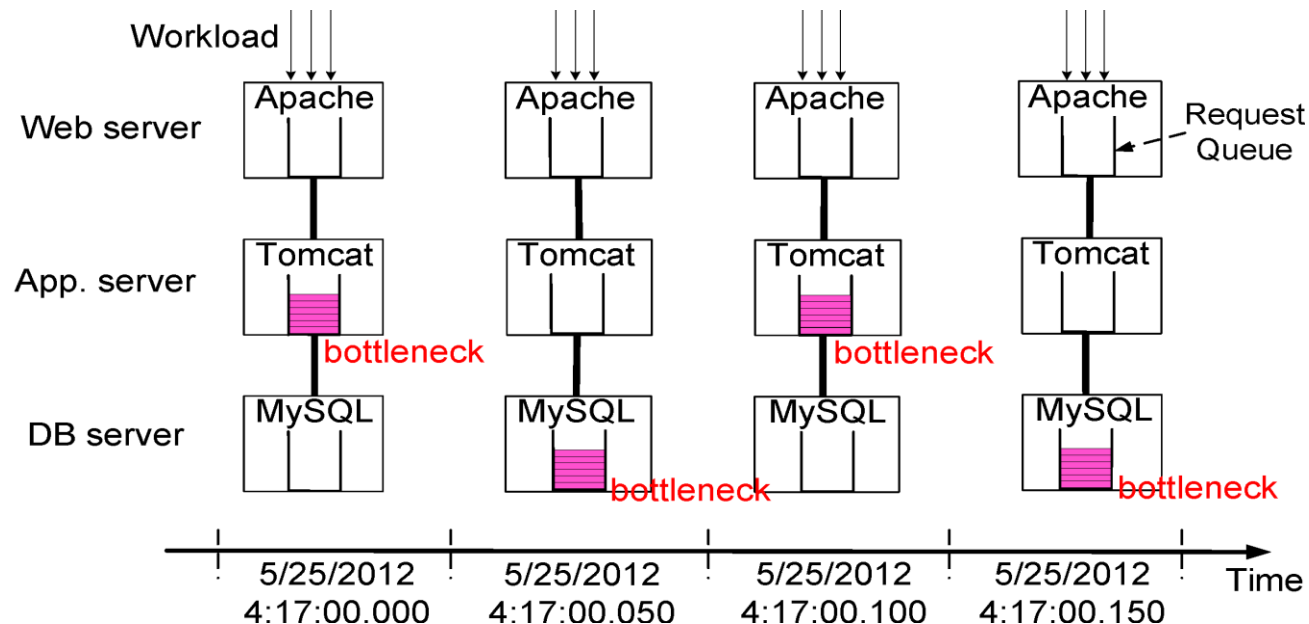 Workload
Apache Apache Apache Apache
Web server
Request
Queue
Tomcat Tomcat Tomcat Tomcat
App. server
bottleneck bottleneck
MySQL MySQL MySQL MySQL
DB server
bottleneck bottleneck
5/25/2012 5/25/2012 5/25/2012 5/25/2012
Time
4:17:00.000 4:17:00.050 4:17:00.100 4:17:00.150